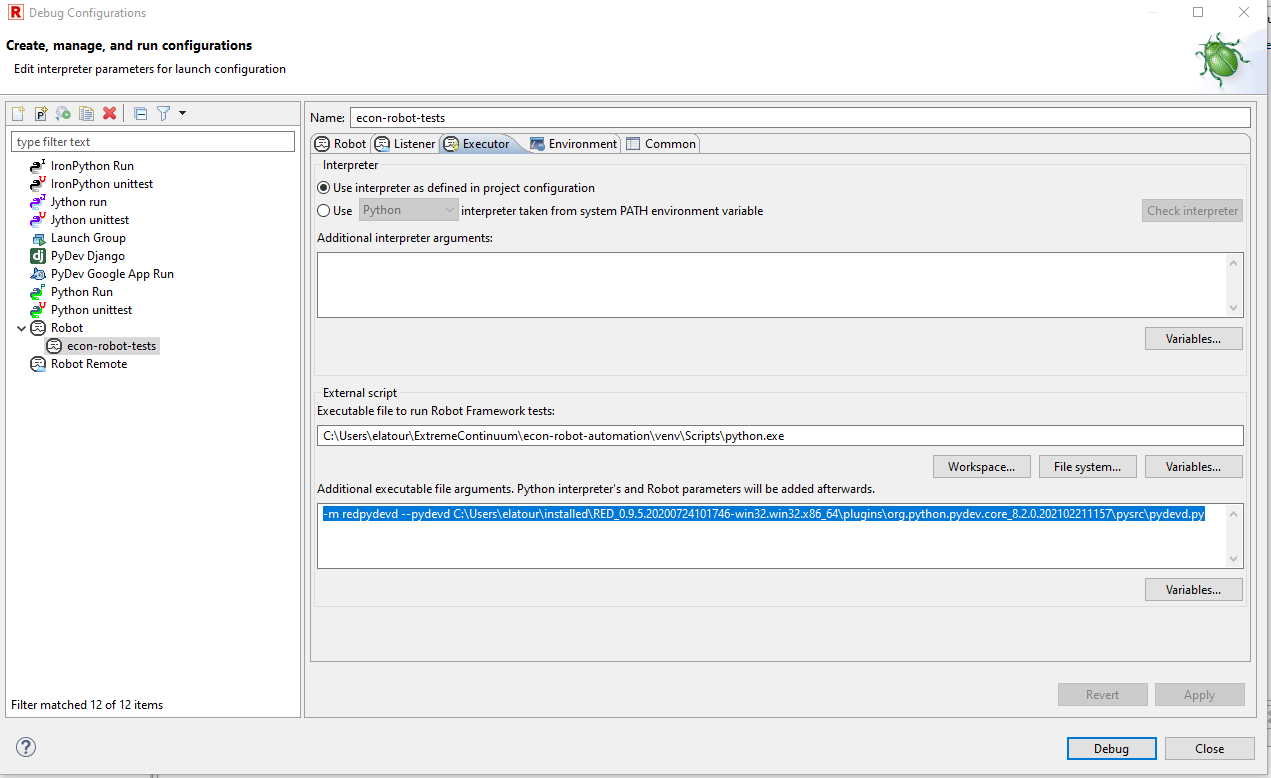 R Debug Configurations
Create, manage, and run configurations
Edit interpreter parameters for launch configuration
type filter text
IronPython Run
IronPython unittest
Jython run
Jython unittest
Launch Group
dj PyDev Django
PyDev Google App Run
Python Run
Python unittest
Robot
econ-robot-tests
Robot Remote
Filter matched 12 of 12 items
Name: econ-robot-tests
Robot Listener Executor Environment Common
Interpreter
Use interpreter as defined in project configuration
Use Python interpreter taken from system PATH environment variable Check interpreter
Additional interpreter arguments:
Variables...
External script
Executable file to run Robot Framework tests:
C:\Users\elatour\ExtremeContinuum\econ-robot-automation\venv\Scripts\python.exe
Workspace... File system... Variables...
Additional executable file arguments. Python interpreter's and Robot parameters will be added afterwards.
-m redpydevd --pydevd C:\Users\elatour\installed\RED_0.9.5.20200724101746-win32.win32.x86_64\plugins\org.python.pydev.core_8.2.0.202102211157\pysrc\pydevd.py
Variables...
Revert Apply
? Debug Close